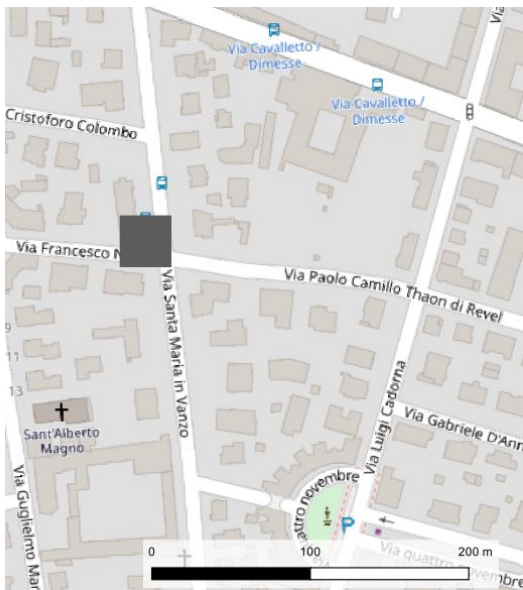 Via Cavalletto /
Dimesse
Via Cavalletto /
Dimesse
Cristoforo Colombo
Via Francesco
Via Paolo Camillo Thaon di Revel
Via Santa Maria in Vanzo
9
11
13
Via Luigi Cadorna
Via Gabriele D'Ann
Sant'Alberto
Magno
Via Guglielmo Mar
attro novembre
P
Via quattro novembre
Via
0 100 200 m